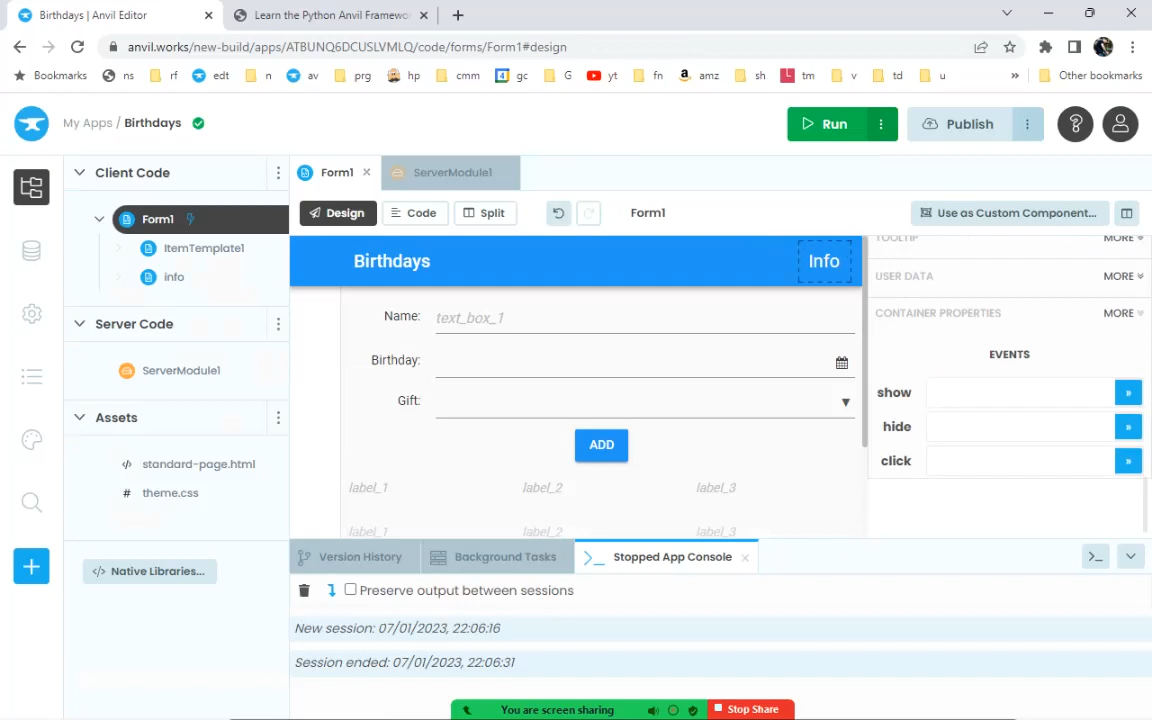 Birthdays | Anvil Editor
Learn the Python Anvil Framewo
anvil.works/new-build/apps/ATBUNQ6DCUSLVMLQ/code/forms/Form1#design
Bookmarks ns rf edt n av prg hp cmm gc G yt fn amz sh tm v td u » Other bookmarks
My Apps / Birthdays
Run
Publish
Client Code
Form1
ServerModule1
Design
Code
Split
Form1
Use as Custom Component...
Form1
ItemTemplate1
info
Server Code
ServerModule1
Assets
standard-page.html
theme.css
Native Libraries...
Birthdays
Info
Name:
text_box_1
Birthday:
Gift:
ADD
label_1 label_2 label_3
label_1 label_2 label_3
TOOLTIP MORE
USER DATA MORE
CONTAINER PROPERTIES MORE
EVENTS
show
hide
click
Version History
Background Tasks
Stopped App Console
Preserve output between sessions
New session: 07/01/2023, 22:06:16
Session ended: 07/01/2023, 22:06:31
You are screen sharing
Stop Share